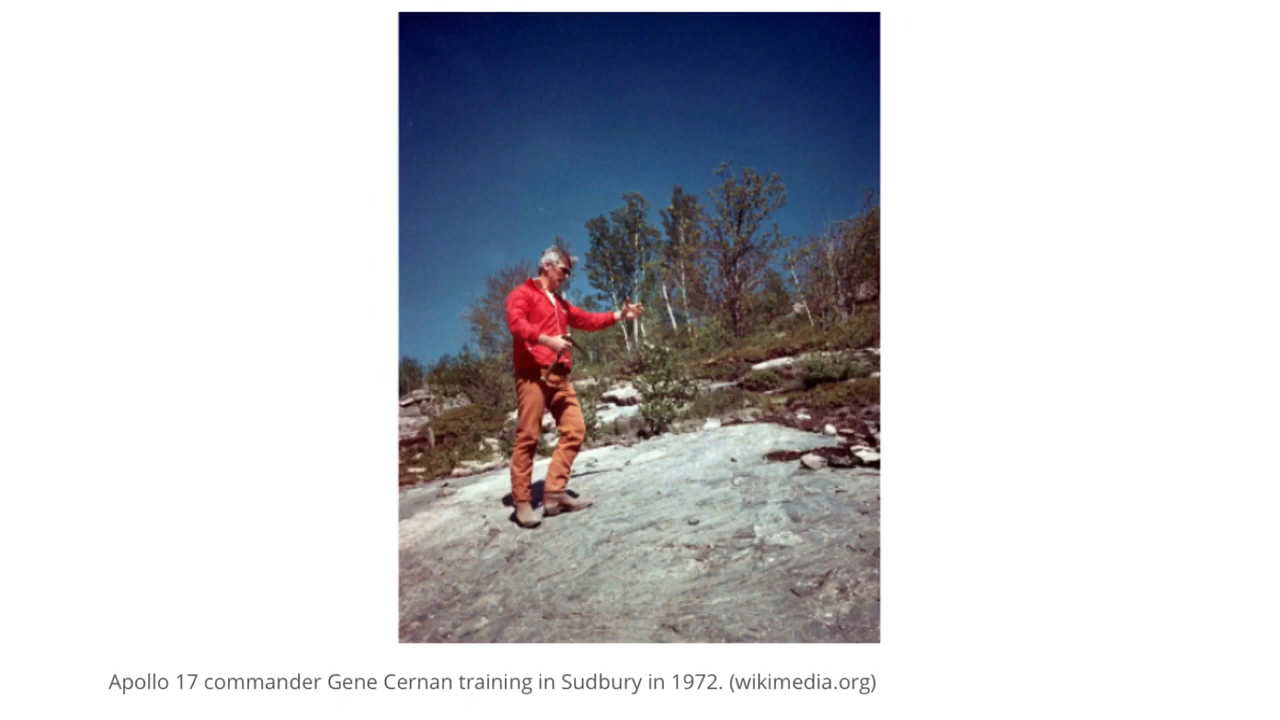 Apollo 17 commander Gene Cernan training in Sudbury in 1972. (wikimedia.org)